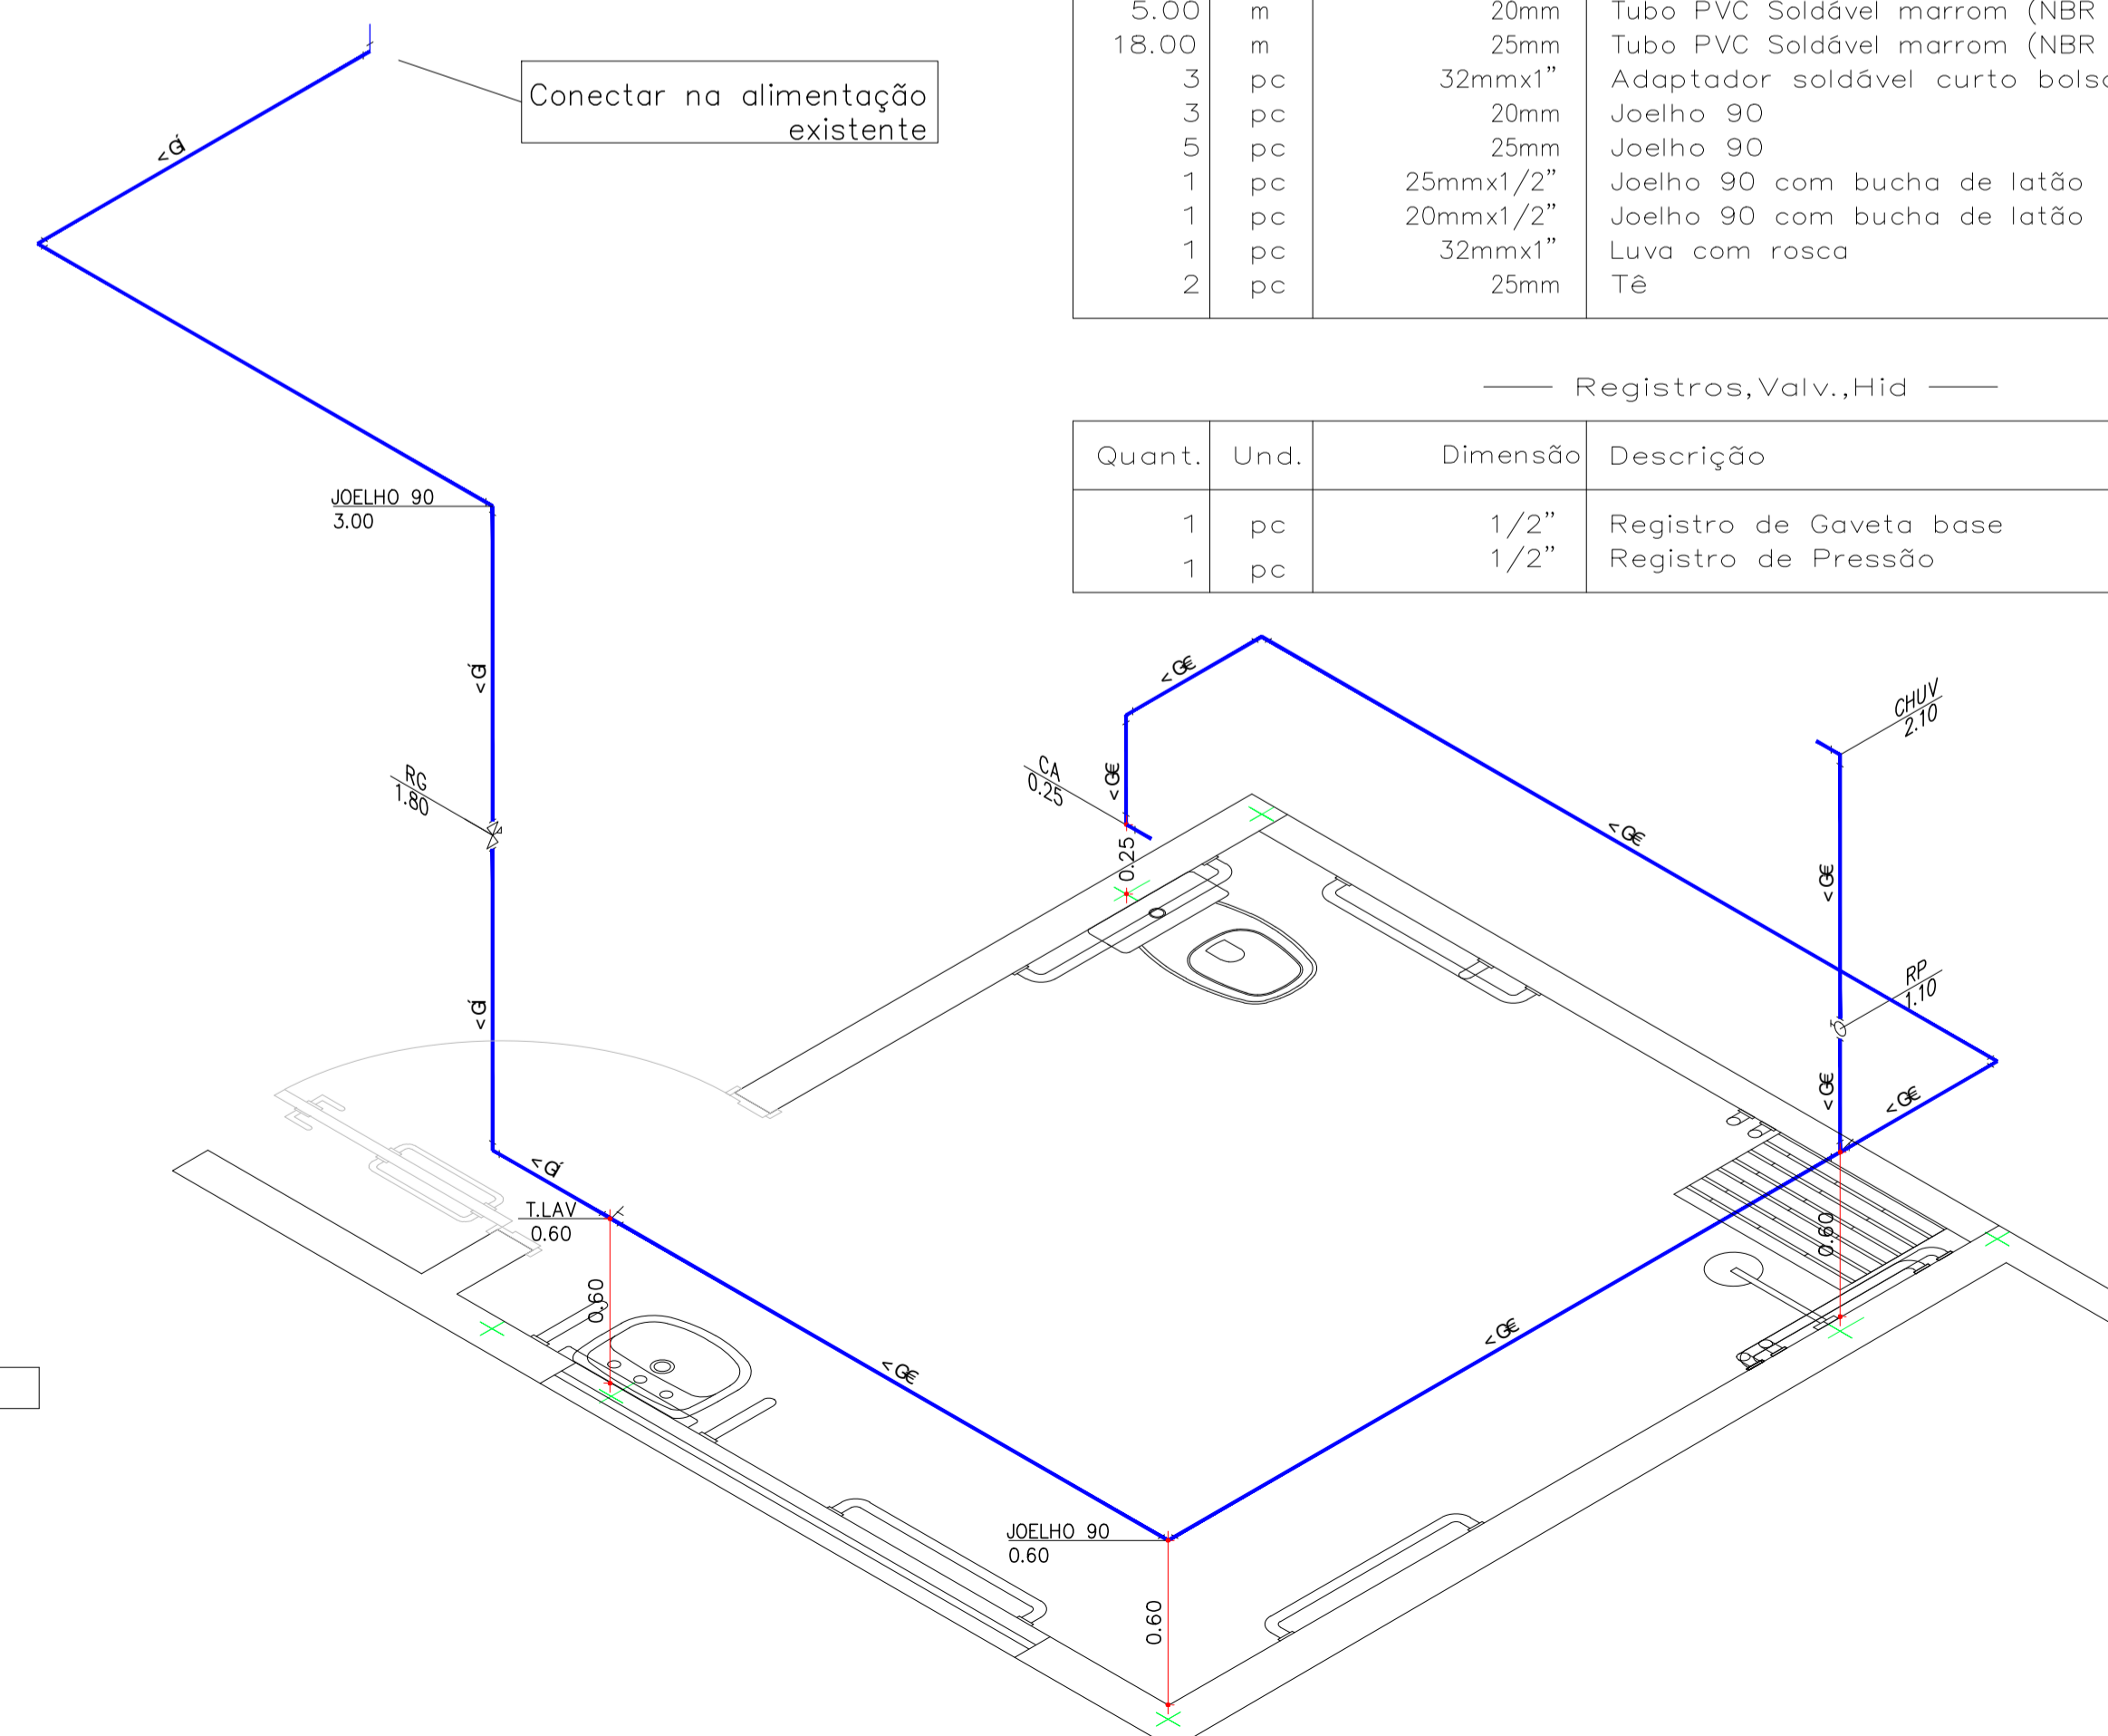 5.00 m 20mm Tubo PVC Soldável marrom (NBR
18.00 m 25mm Tubo PVC Soldável marrom (NBR
3 pc 32mmx1" Adaptador soldável curto
3 pc 20mm Joelho 90
5 pc 25mm Joelho 90
1 pc 25mmx1/2" Joelho 90 com bucha de latão
1 pc 20mmx1/2" Joelho 90 com bucha de latão
1 pc 32mmx1" Luva com rosca
2 pc 25mm Tê
Conectar na alimentação
existente
Registros,Valv.,Hid
Quant. Und. Dimensão Descrição
1 pc 1/2" Registro de Gaveta base
1 pc 1/2" Registro de Pressão
JOELHO 90
3.00
RG
1.80
CA
0.25
0.25
CHUV
2.10
RP
1.10
T.LAV
0.60
0.60
0.60
JOELHO 90
0.60
0.60